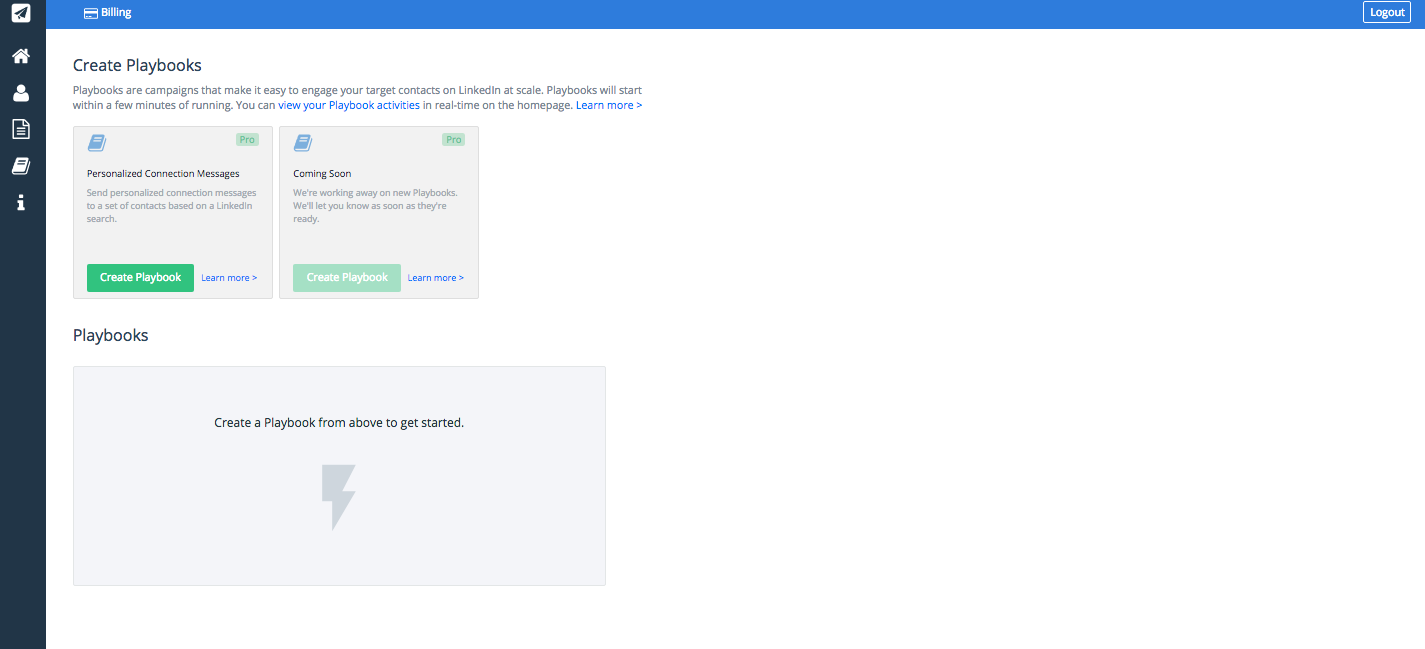 Billing
Logout
Create Playbooks
Playbooks are campaigns that make it easy to engage your target contacts on LinkedIn at scale. Playbooks will start
within a few minutes of running. You can view your Playbook activities in real-time on the homepage. Learn more >
Pro
Personalized Connection Messages
Send personalized connection messages
to a set of contacts based on a LinkedIn
search.
Create Playbook
Learn more >
Pro
Coming Soon
We're working away on new Playbooks.
We'll let you know as soon as they're
ready.
Create Playbook
Learn more >
Playbooks
Create a Playbook from above to get started.